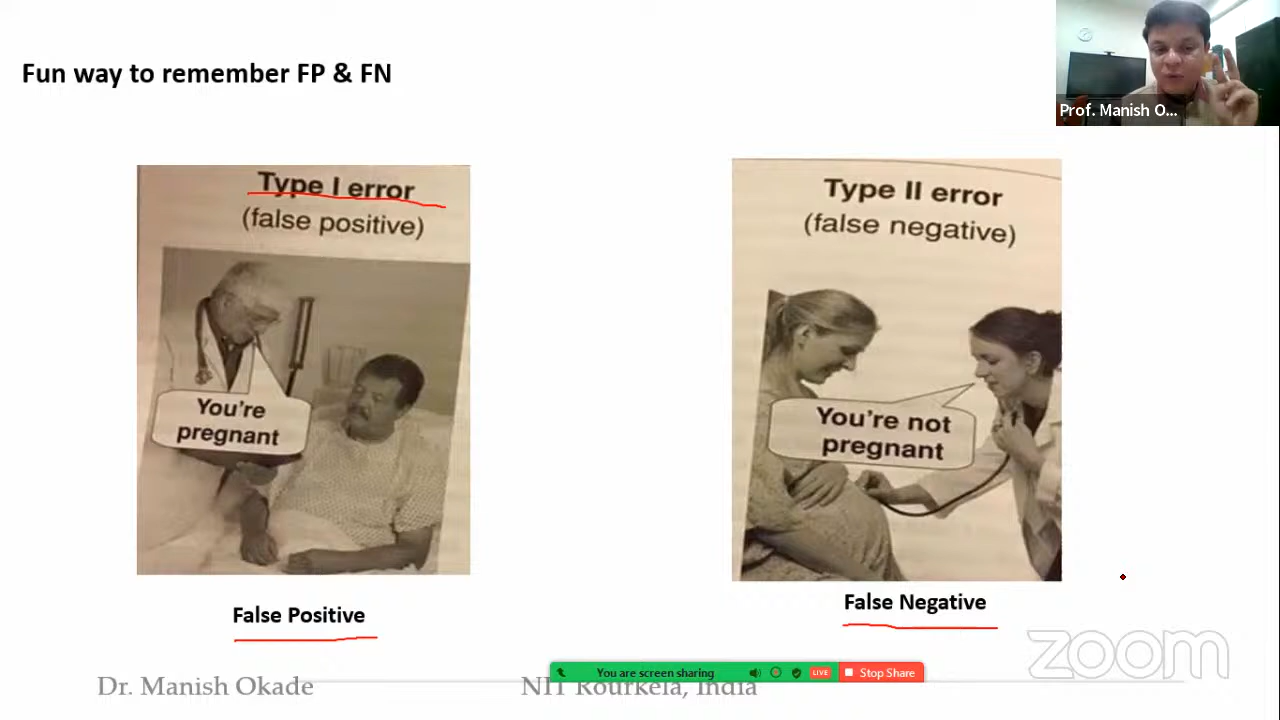 Fun way to remember FP & FN
Prof. Manish O...
Type I error
(false positive)
You're
pregnant
False Positive
Type II error
(false negative)
You're not
pregnant
False Negative
zoom
You are screen sharing
LIVE
Stop Share
Dr. Manish Okade
NIT Rourkela, India